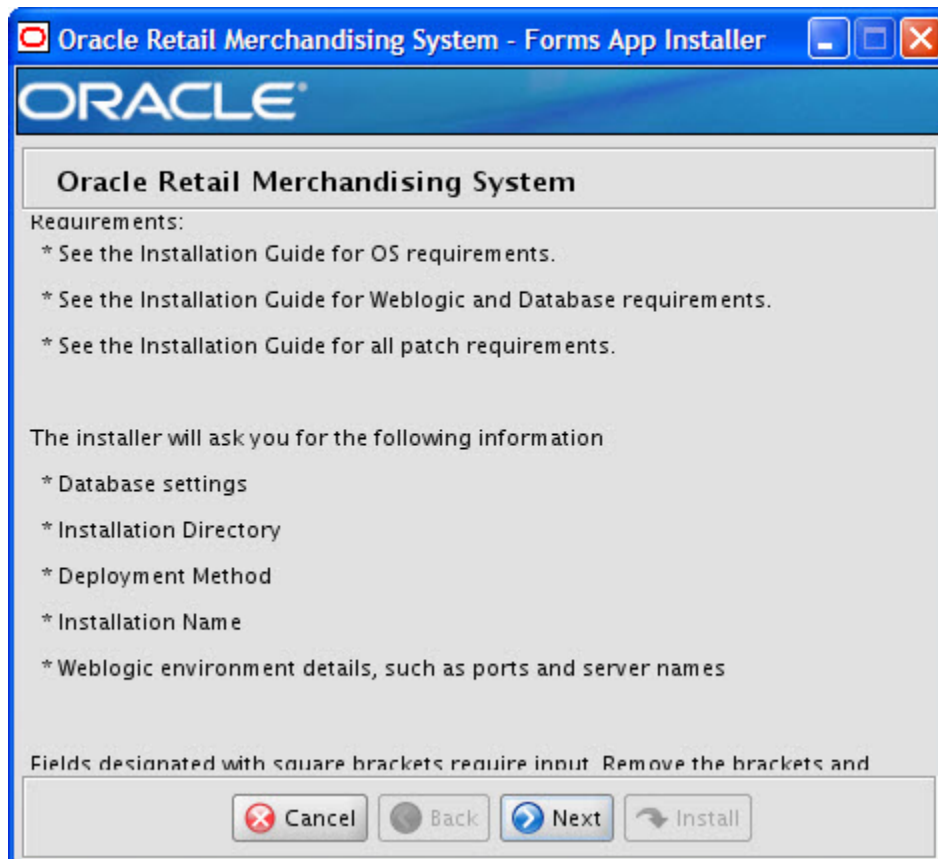 Oracle Retail Merchandising System - Forms App Installer
ORACLE
Oracle Retail Merchandising System
Requirements:
* See the Installation Guide for OS requirements.
* See the Installation Guide for Weblogic and Database requirements.
* See the Installation Guide for all patch requirements.
The installer will ask you for the following information
* Database settings
* Installation Directory
* Deployment Method
* Installation Name
* Weblogic environment details, such as ports and server names
Fields designated with square brackets require input. Remove the brackets and
Cancel Back Next Install